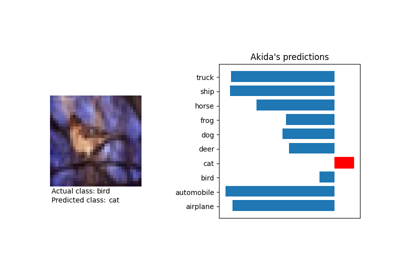 Akida's predictions
truck
ship
horse
frog
dog
deer
cat
bird
automobile
airplane
Actual class: bird
Predicted class: cat